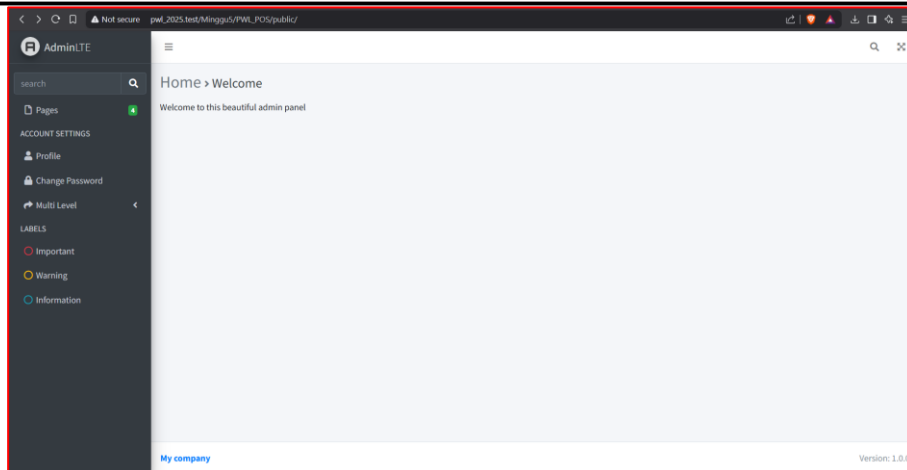 Not secure pwl_2025.test/Minggu5/PWL_POS/public/
AdminLTE
search
Pages 4
ACCOUNT SETTINGS
Profile
Change Password
Multi Level
LABELS
Important
Warning
Information
Home › Welcome
Welcome to this beautiful admin panel
My company
Version: 1.0.